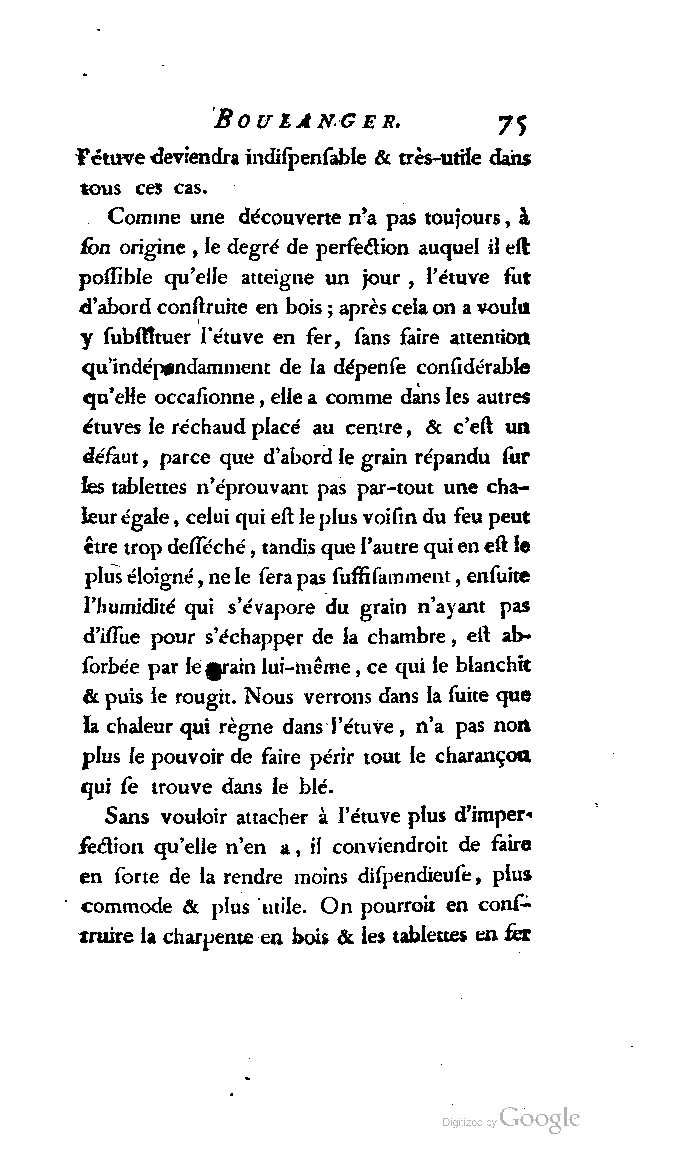 BOULANGER. 75
l'étuve deviendra indiſpenſable & très-utile dans
tous ces cas.
Comme une découverte n'a pas toujours, à
ſon origine, le degré de perfection auquel il eſt
poſſible qu'elle atteigne un jour, l'étuve fut
d'abord conſtruite en bois; après cela on a voulu
y ſubſtituer l'étuve en fer, ſans faire attention
qu'indépendamment de la dépenſe conſidérable
qu'elle occaſionne, elle a comme dans les autres
étuves le réchaud placé au centre, & c'eſt un
défaut, parce que d'abord le grain répandu ſur
les tablettes n'éprouvant pas par-tout une cha-
leur égale, celui qui eſt le plus voiſin du feu peut
être trop deſſéché, tandis que l'autre qui en eſt le
plus éloigné, ne le ſera pas ſuffiſamment, enſuite
l'humidité qui s'évapore du grain n'ayant pas
d'iſſue pour s'échapper de la chambre, eſt ab-
ſorbée par le grain lui-même, ce qui le blanchit
& puis le rougit. Nous verrons dans la ſuite que
la chaleur qui règne dans l'étuve, n'a pas non
plus le pouvoir de faire périr tout le charançon
qui ſe trouve dans le blé.
Sans vouloir attacher à l'étuve plus d'imper-
fection qu'elle n'en a, il conviendroit de faire
en ſorte de la rendre moins diſpendieuſe, plus
commode & plus utile. On pourroit en conſ-
truire la charpente en bois & les tablettes en fer
Digitized by Google